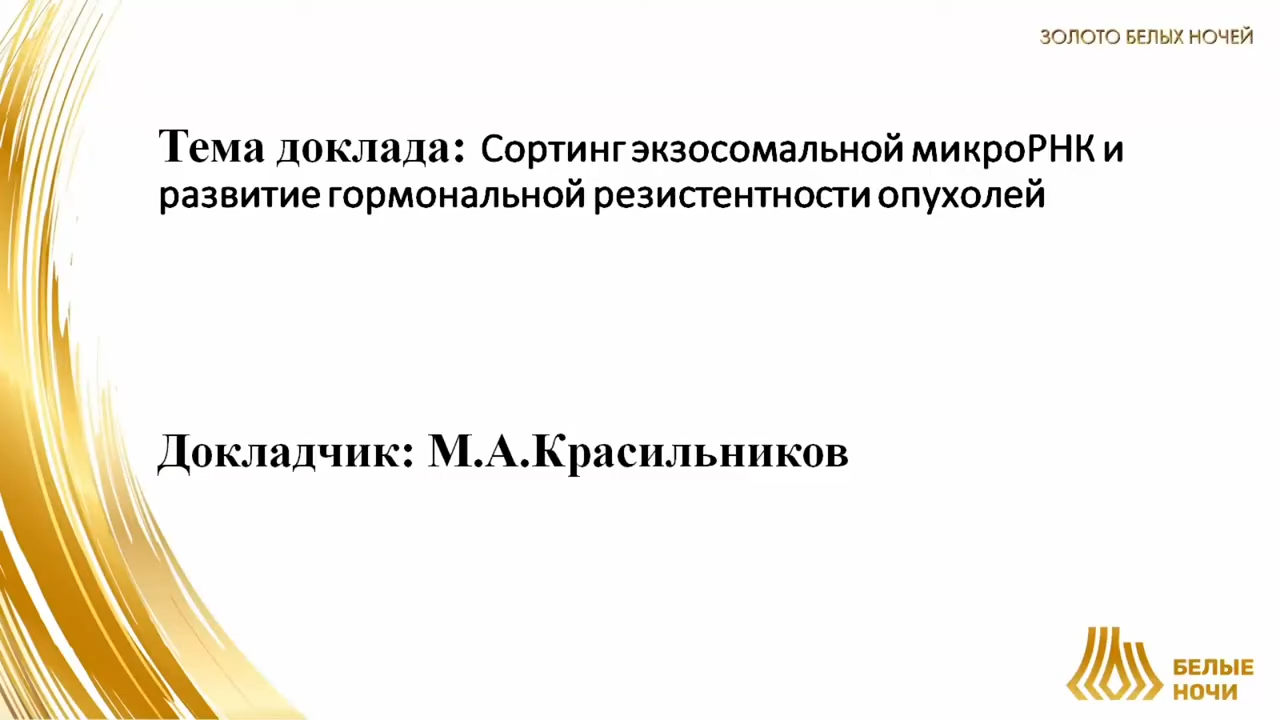 ЗОЛОТО БЕЛЫХ НОЧЕЙ
Тема доклада: Сортинг экзосомальной микроРНК и
развитие гормональной резистентности опухолей
Докладчик: М.А.Красильников
БЕЛЫЕ
НОЧИ